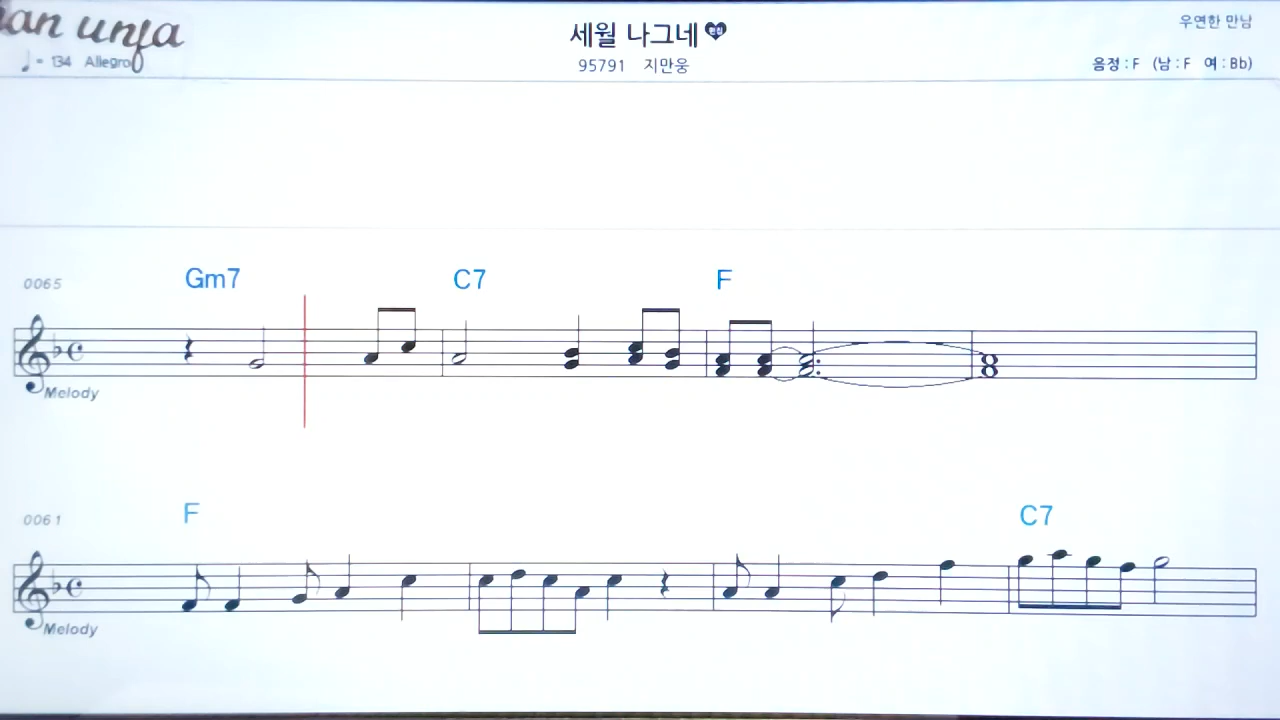 an unfa
세월 나그네
우연한 만남
♩ = 134 Allegro
95791 지만웅
음정 : F (남 : F 여 : Bb)
0065
Gm7 C7 F
Melody
0061
F C7
Melody